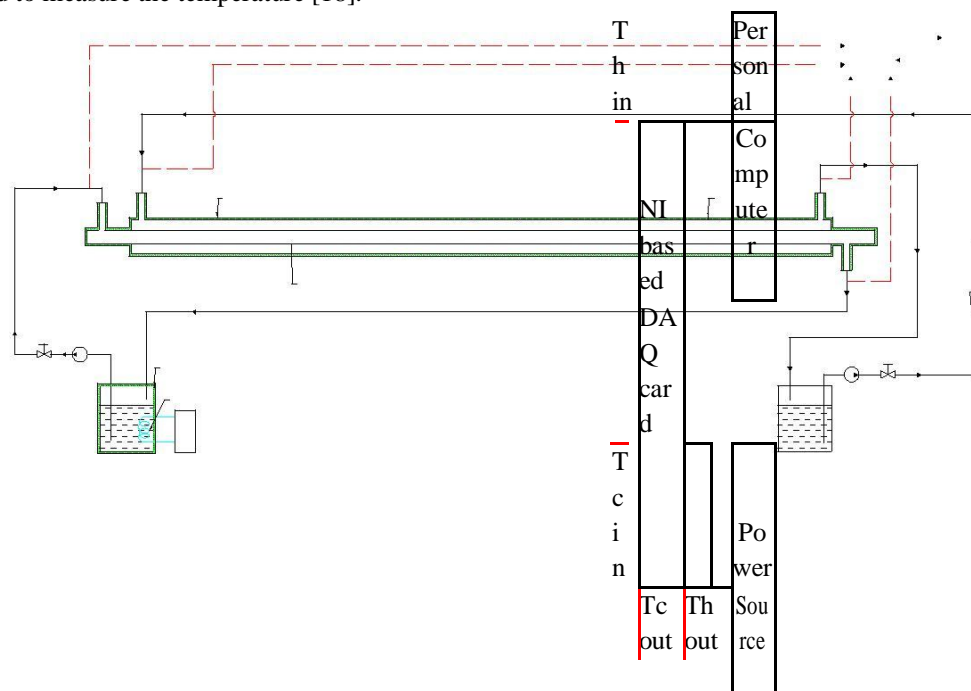 to measure the temperature
T
h
in
Per
son
al
Co
mp
ute
r
NI
bas
ed
DA
Q
car
d
T
c
i
n
Po
wer
Sou
rce
Tc
out
Th
out